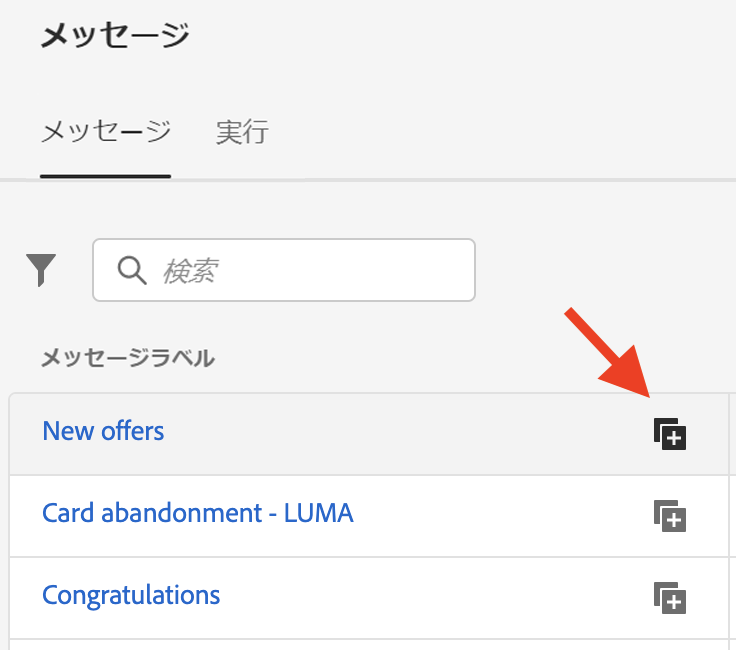 メッセージ
メッセージ 実行
検索
メッセージラベル
New offers
Card abandonment - LUMA
Congratulations